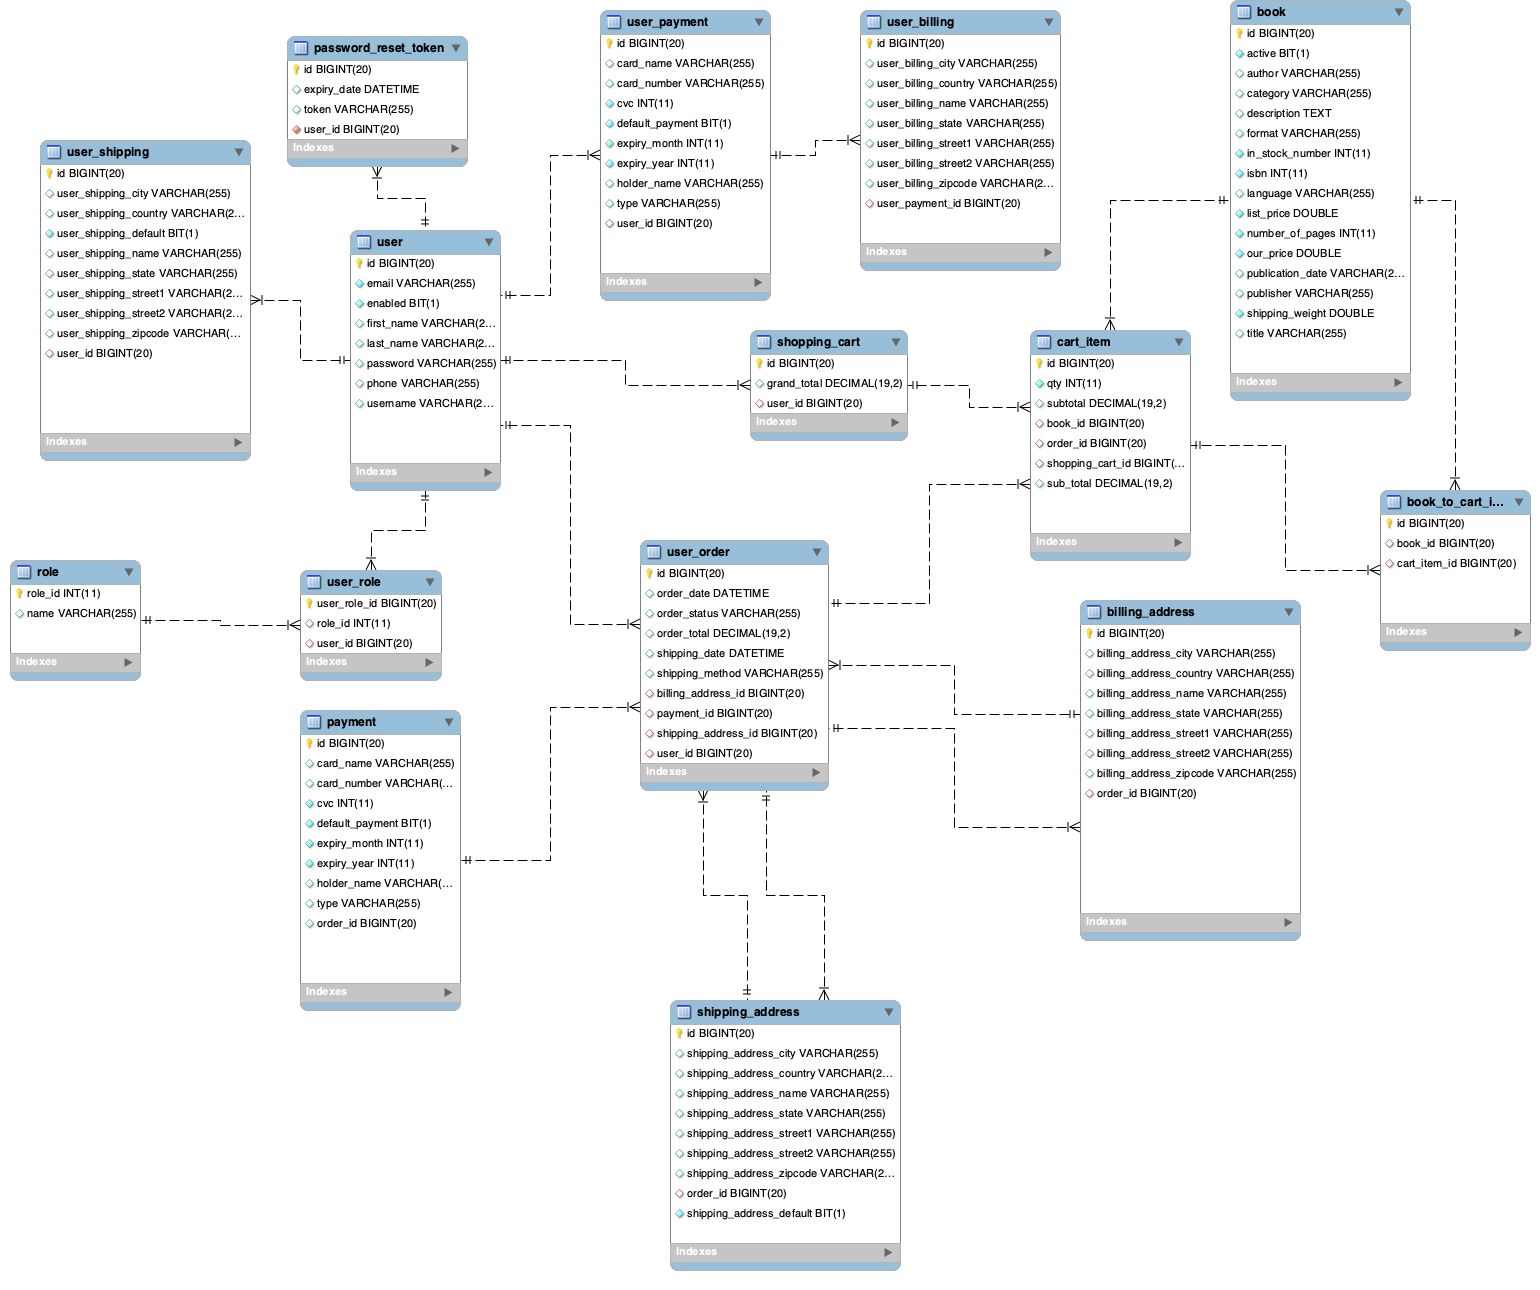 password_reset_token
id BIGINT(20)
expiry_date DATETIME
token VARCHAR(255)
user_id BIGINT(20)
Indexes
user_payment
id BIGINT(20)
card_name VARCHAR(255)
card_number VARCHAR(255)
cvc INT(11)
default_payment BIT(1)
expiry_month INT(11)
expiry_year INT(11)
holder_name VARCHAR(255)
type VARCHAR(255)
user_id BIGINT(20)
Indexes
user_billing
id BIGINT(20)
user_billing_city VARCHAR(255)
user_billing_country VARCHAR(255)
user_billing_name VARCHAR(255)
user_billing_state VARCHAR(255)
user_billing_street1 VARCHAR(255)
user_billing_street2 VARCHAR(255)
user_billing_zipcode VARCHAR(2...
user_payment_id BIGINT(20)
Indexes
book
id BIGINT(20)
active BIT(1)
author VARCHAR(255)
category VARCHAR(255)
description TEXT
format VARCHAR(255)
in_stock_number INT(11)
isbn INT(11)
language VARCHAR(255)
list_price DOUBLE
number_of_pages INT(11)
our_price DOUBLE
publication_date VARCHAR(2...
publisher VARCHAR(255)
shipping_weight DOUBLE
title VARCHAR(255)
Indexes
user_shipping
id BIGINT(20)
user_shipping_city VARCHAR(255)
user_shipping_country VARCHAR(2...
user_shipping_default BIT(1)
user_shipping_name VARCHAR(255)
user_shipping_state VARCHAR(255)
user_shipping_street1 VARCHAR(2...
user_shipping_street2 VARCHAR(2...
user_shipping_zipcode VARCHAR(...
user_id BIGINT(20)
Indexes
user
id BIGINT(20)
email VARCHAR(255)
enabled BIT(1)
first_name VARCHAR(2...
last_name VARCHAR(2...
password VARCHAR(255)
phone VARCHAR(255)
username VARCHAR(2...
Indexes
shopping_cart
id BIGINT(20)
grand_total DECIMAL(19,2)
user_id BIGINT(20)
Indexes
cart_item
id BIGINT(20)
qty INT(11)
subtotal DECIMAL(19,2)
book_id BIGINT(20)
order_id BIGINT(20)
shopping_cart_id BIGINT(...
sub_total DECIMAL(19,2)
Indexes
book_to_cart_i...
id BIGINT(20)
book_id BIGINT(20)
cart_item_id BIGINT(20)
Indexes
role
role_id INT(11)
name VARCHAR(255)
Indexes
user_role
user_role_id BIGINT(20)
role_id INT(11)
user_id BIGINT(20)
Indexes
user_order
id BIGINT(20)
order_date DATETIME
order_status VARCHAR(255)
order_total DECIMAL(19,2)
shipping_date DATETIME
shipping_method VARCHAR(255)
billing_address_id BIGINT(20)
payment_id BIGINT(20)
shipping_address_id BIGINT(20)
user_id BIGINT(20)
Indexes
billing_address
id BIGINT(20)
billing_address_city VARCHAR(255)
billing_address_country VARCHAR(255)
billing_address_name VARCHAR(255)
billing_address_state VARCHAR(255)
billing_address_street1 VARCHAR(255)
billing_address_street2 VARCHAR(255)
billing_address_zipcode VARCHAR(255)
order_id BIGINT(20)
Indexes
payment
id BIGINT(20)
card_name VARCHAR(255)
card_number VARCHAR(...
cvc INT(11)
default_payment BIT(1)
expiry_month INT(11)
expiry_year INT(11)
holder_name VARCHAR(...
type VARCHAR(255)
order_id BIGINT(20)
Indexes
shipping_address
id BIGINT(20)
shipping_address_city VARCHAR(255)
shipping_address_country VARCHAR(2...
shipping_address_name VARCHAR(255)
shipping_address_state VARCHAR(255)
shipping_address_street1 VARCHAR(255)
shipping_address_street2 VARCHAR(255)
shipping_address_zipcode VARCHAR(2...
order_id BIGINT(20)
shipping_address_default BIT(1)
Indexes